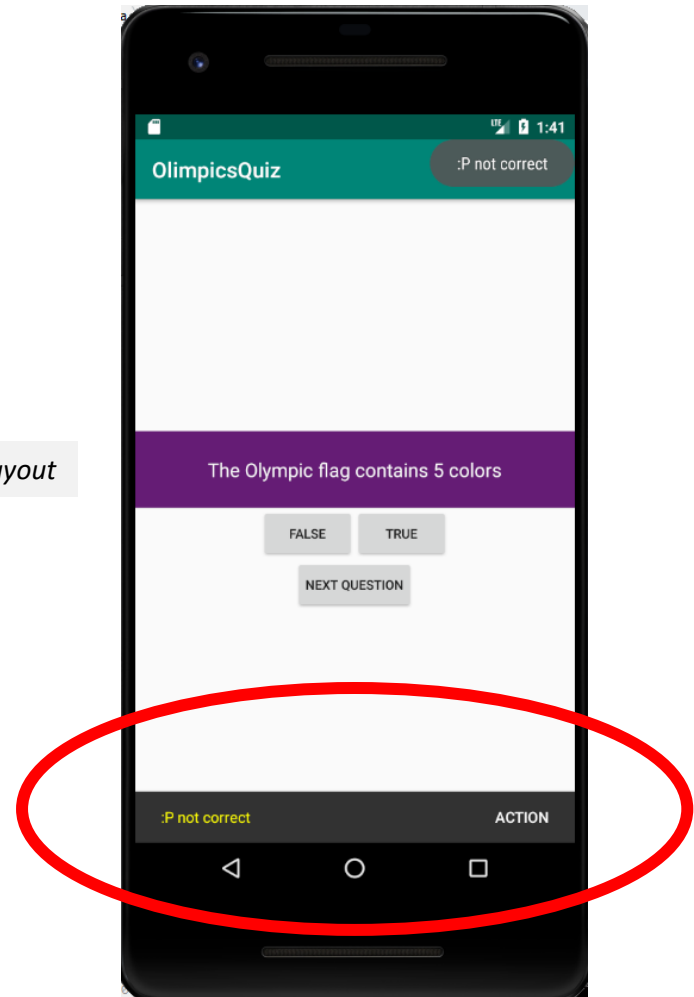 LTE 1:41
OlimpicsQuiz
:P not correct
yout
The Olympic flag contains 5 colors
FALSE TRUE
NEXT QUESTION
:P not correct ACTION